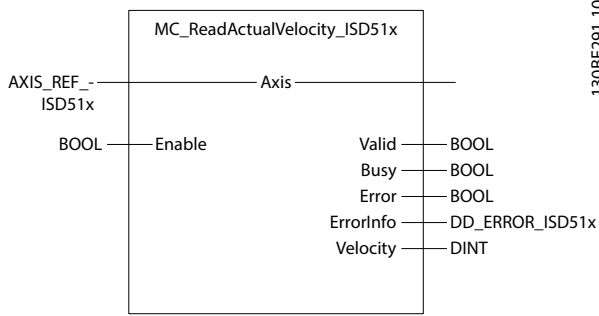 MC_ReadActualVelocity_ISD51x
AXIS_REF_-
ISD51x
Axis
BOOL
Enable
Valid
BOOL
Busy
BOOL
Error
BOOL
ErrorInfo
DD_ERROR_ISD51x
Velocity
DINT